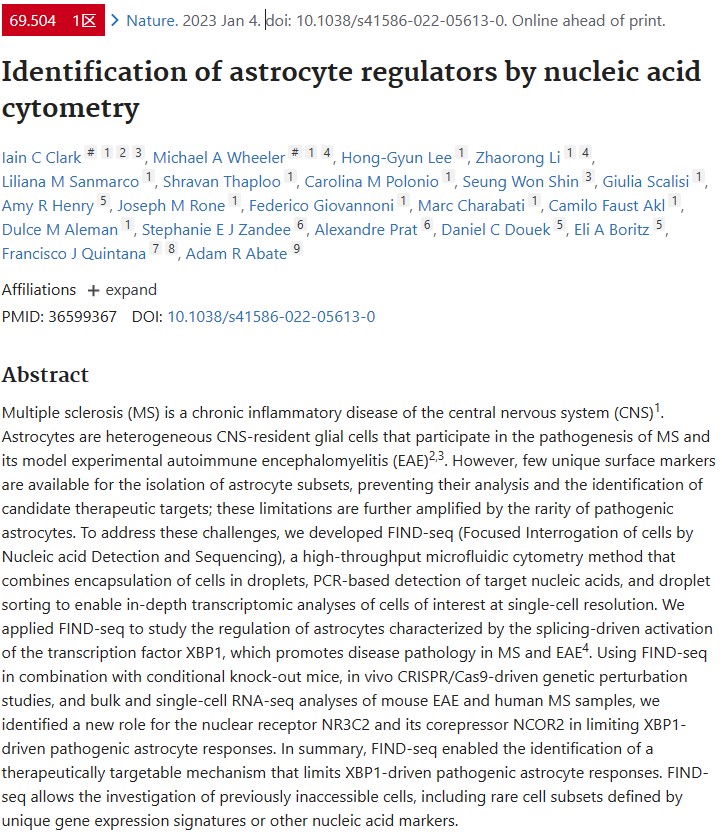 69.504 1区 > Nature. 2023 Jan 4. doi: 10.1038/s41586-022-05613-0. Online ahead of print.
Identification of astrocyte regulators by nucleic acid
cytometry
Iain C Clark # 1 2 3, Michael A Wheeler # 1 4, Hong-Gyun Lee 1, Zhaorong Li 1 4,
Liliana M Sanmarco 1, Shravan Thaploo 1, Carolina M Polonio 1, Seung Won Shin 3, Giulia Scalisi 1,
Amy R Henry 5, Joseph M Rone 1, Federico Giovannoni 1, Marc Charabati 1, Camilo Faust Akl 1,
Dulce M Aleman 1, Stephanie E J Zandee 6, Alexandre Prat 6, Daniel C Douek 5, Eli A Boritz 5,
Francisco J Quintana 7 8, Adam R Abate 9
Affiliations + expand
PMID: 36599367 DOI: 10.1038/s41586-022-05613-0
Abstract
Multiple sclerosis (MS) is a chronic inflammatory disease of the central nervous system (CNS)1.
Astrocytes are heterogeneous CNS-resident glial cells that participate in the pathogenesis of MS and
its model experimental autoimmune encephalomyelitis (EAE)2,3. However, few unique surface markers
are available for the isolation of astrocyte subsets, preventing their analysis and the identification of
candidate therapeutic targets; these limitations are further amplified by the rarity of pathogenic
astrocytes. To address these challenges, we developed FIND-seq (Focused Interrogation of cells by
Nucleic acid Detection and Sequencing), a high-throughput microfluidic cytometry method that
combines encapsulation of cells in droplets, PCR-based detection of target nucleic acids, and droplet
sorting to enable in-depth transcriptomic analyses of cells of interest at single-cell resolution. We
applied FIND-seq to study the regulation of astrocytes characterized by the splicing-driven activation
of the transcription factor XBP1, which promotes disease pathology in MS and EAE4. Using FIND-seq
in combination with conditional knock-out mice, in vivo CRISPR/Cas9-driven genetic perturbation
studies, and bulk and single-cell RNA-seq analyses of mouse EAE and human MS samples, we
identified a new role for the nuclear receptor NR3C2 and its corepressor NCOR2 in limiting XBP1-
driven pathogenic astrocyte responses. In summary, FIND-seq enabled the identification of a
therapeutically targetable mechanism that limits XBP1-driven pathogenic astrocyte responses. FIND-
seq allows the investigation of previously inaccessible cells, including rare cell subsets defined by
unique gene expression signatures or other nucleic acid markers.